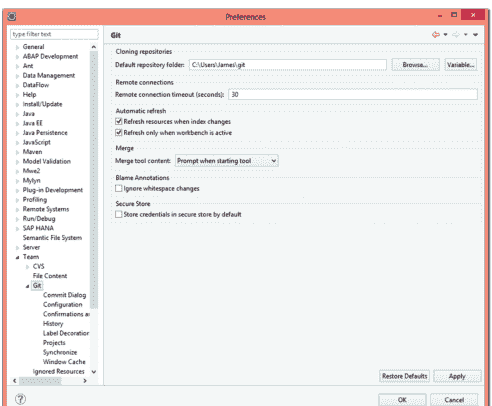 Preferences
type filter text
General
ABAP Development
Ant
Data Management
DataFlow
Help
Install/Update
Java
Java EE
Java Persistence
JavaScript
Maven
Model Validation
Mwe2
Mylyn
Plug-in Development
Profiling
Remote Systems
Run/Debug
SAP HANA
Semantic File System
Server
Team
CVS
File Content
Git
Commit Dialog
Configuration
Confirmations a
History
Label Decoration
Projects
Synchronize
Window Cache
Ignored Resources
Git
Cloning repositories
Default repository folder: C:\Users\James\git Browse... Variable...
Remote connections
Remote connection timeout (seconds): 30
Automatic refresh
Refresh resources when index changes
Refresh only when workbench is active
Merge
Merge tool content: Prompt when starting tool
Blame Annotations
Ignore whitespace changes
Secure Store
Store credentials in secure store by default
Restore Defaults Apply
OK Cancel